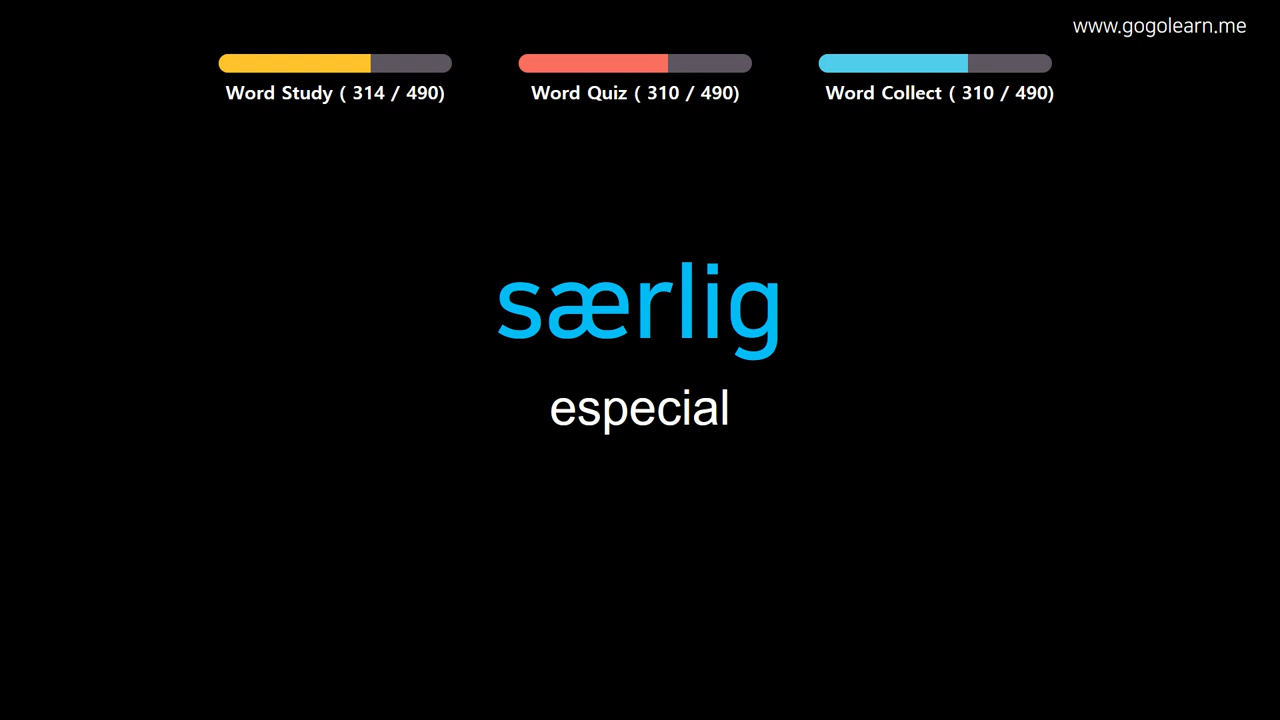 www.gogolearn.me
Word Study ( 314 / 490)
Word Quiz ( 310 / 490)
Word Collect ( 310 / 490)
særlig
especial